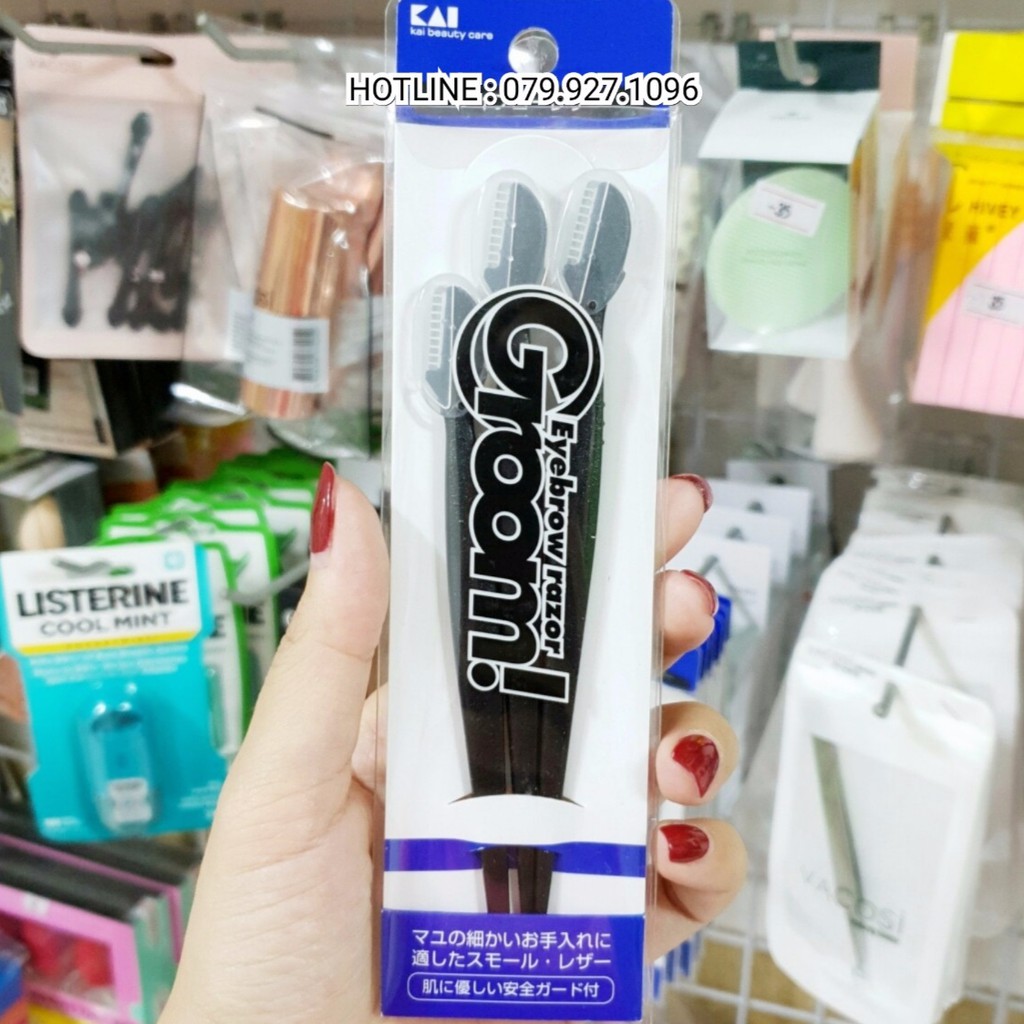 KAI
kai beauty care
HOTLINE : 079.927.1096
Groom!
Eyebrow razor
マユの細かいお手入れに
適したスモール・レザー
肌に優しい安全ガード付
LISTERINE
COOL MINT
HIVEY
VACOSI